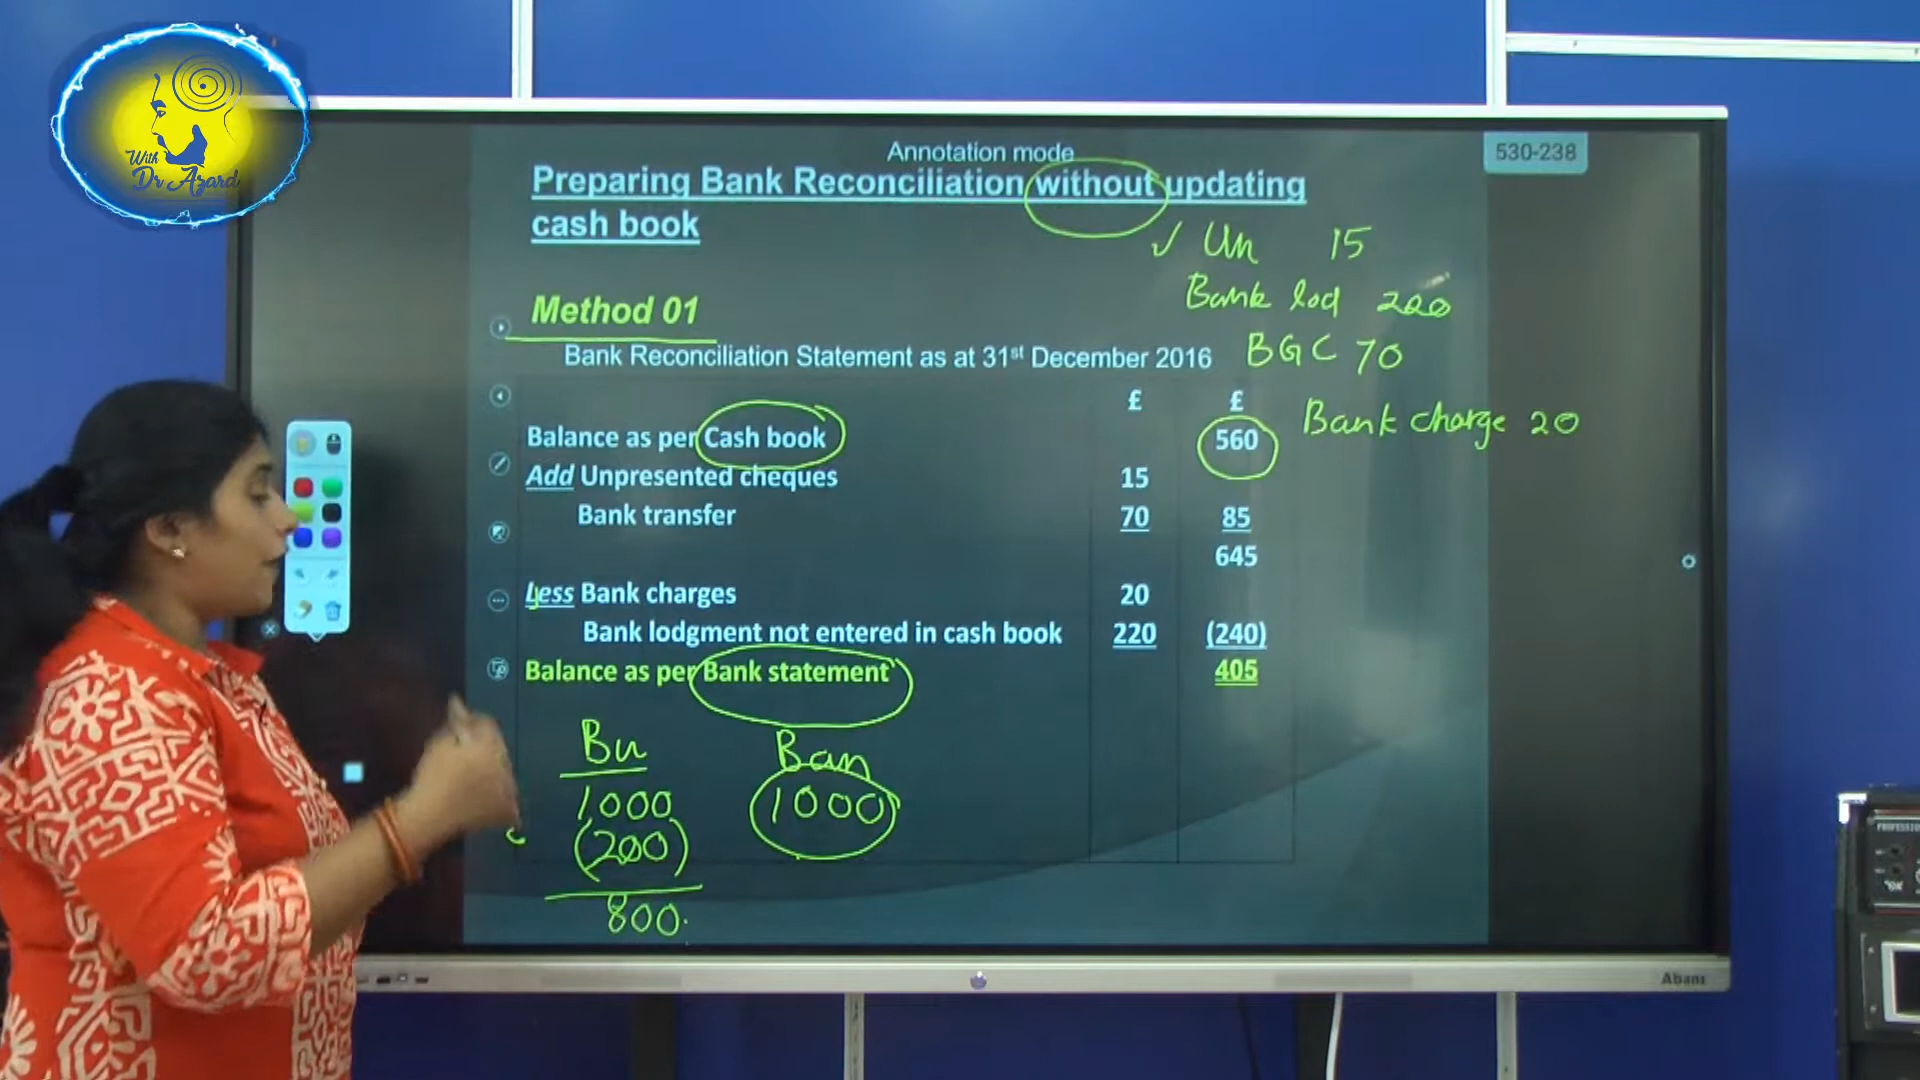 With
Dr Azard
Annotation mode
530-238
Preparing Bank Reconciliation without updating
cash book
✓ Un 15
Bank lod 200
BGC 70
Bank charge 20
Method 01
Bank Reconciliation Statement as at 31st December 2016
£ £
Balance as per Cash book 560
Add Unpresented cheques 15
Bank transfer 70 85
645
Less Bank charges 20
Bank lodgment not entered in cash book 220 (240)
Balance as per Bank statement 405
Bu Ban
1000 1000
(200)
800.
Abans